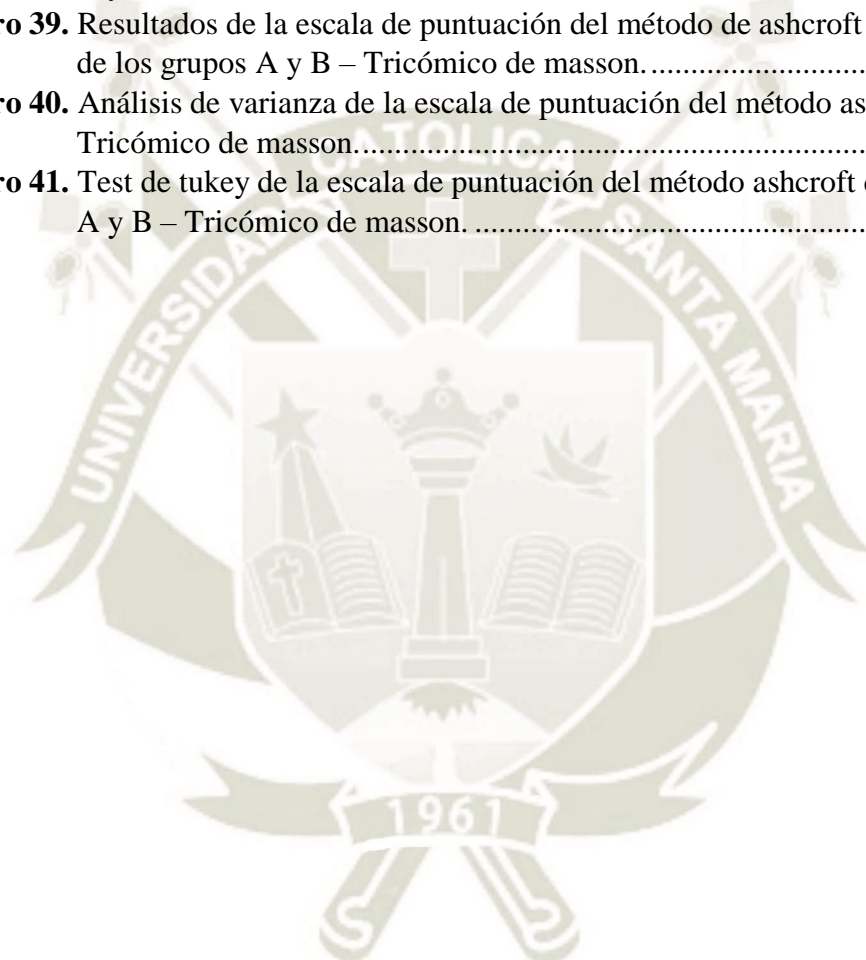 ro 39. Resultados de la escala de puntuación del método de ashcroft
de los grupos A y B – Tricómico de masson. ...........................
ro 40. Análisis de varianza de la escala de puntuación del método as
Tricómico de masson. ................................................................
ro 41. Test de tukey de la escala de puntuación del método ashcroft
A y B – Tricómico de masson. .................................................
UNIVERSIDAD CATOLICA SANTA MARIA
1961